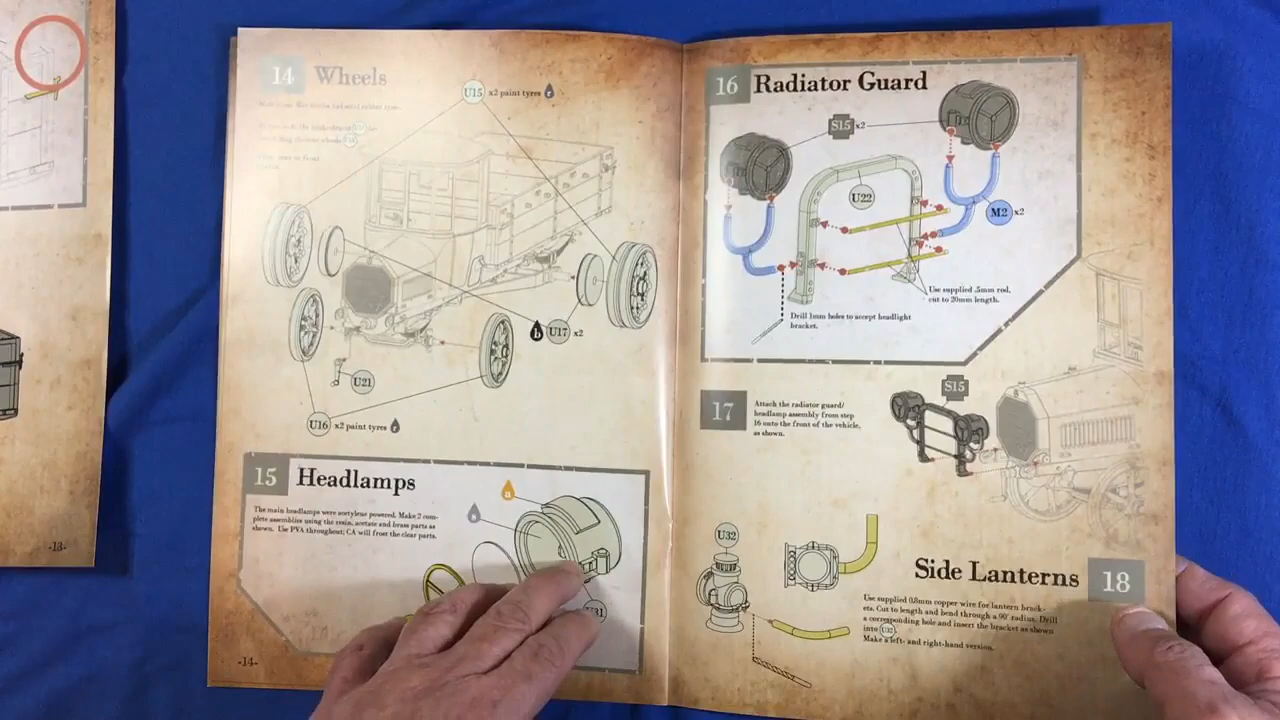 14 Wheels
U15 x2 paint tyres r
U21
b U17 x2
U16 x2 paint tyres r
15 Headlamps
The main headlamps were acetylene powered. Make 2 com-
plete assemblies using the resin, acetate and brass parts as
shown. Use PVA throughout; CA will frost the clear parts.
a
-14-
-13-
16 Radiator Guard
S15 x2
U22
M2 x2
Use supplied .5mm rod,
cut to 20mm length.
Drill 1mm holes to accept headlight
bracket.
17
Attach the radiator guard/
headlamp assembly from step
16 onto the front of the vehicle,
as shown.
S15
U32
Side Lanterns 18
Use supplied 0.8mm copper wire for lantern brack-
ets. Cut to length and bend through a 90° radius. Drill
a corresponding hole and insert the bracket as shown
into U32.
Make a left- and right-hand version.